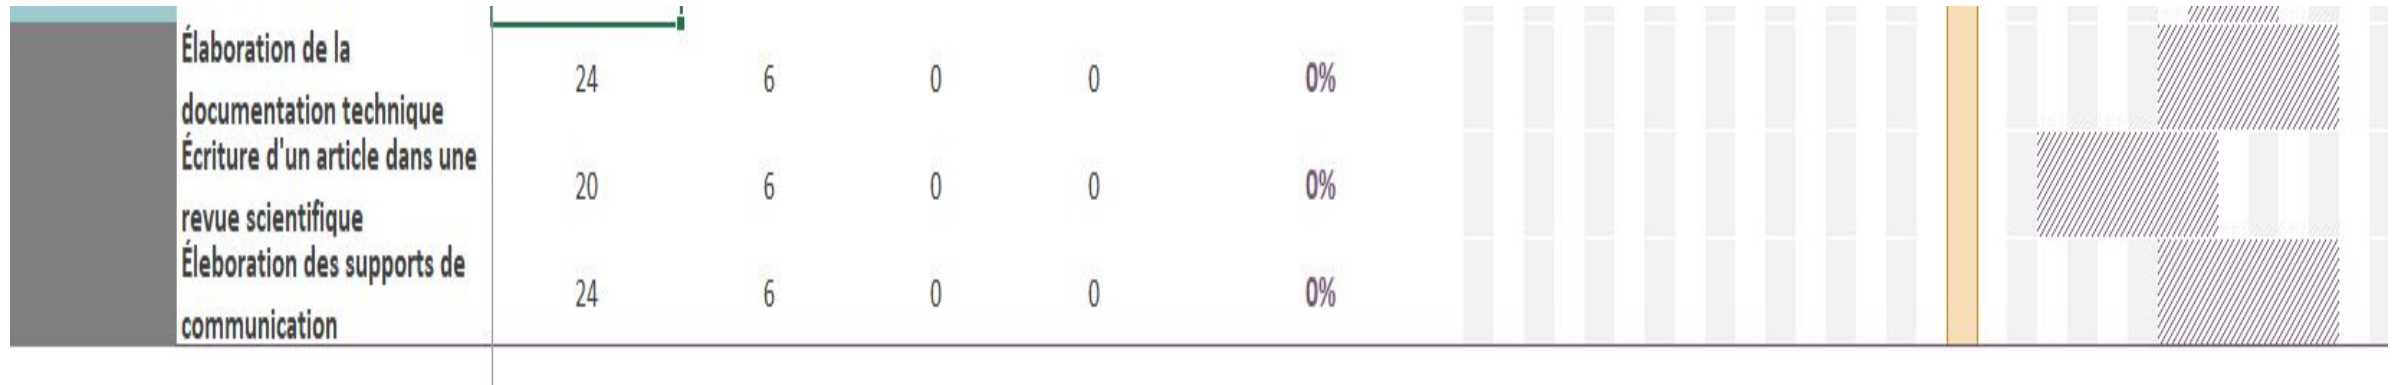 Élaboration de la
documentation technique
24 6 0 0 0%
Écriture d'un article dans une
revue scientifique
20 6 0 0 0%
Éleboration des supports de
communication
24 6 0 0 0%